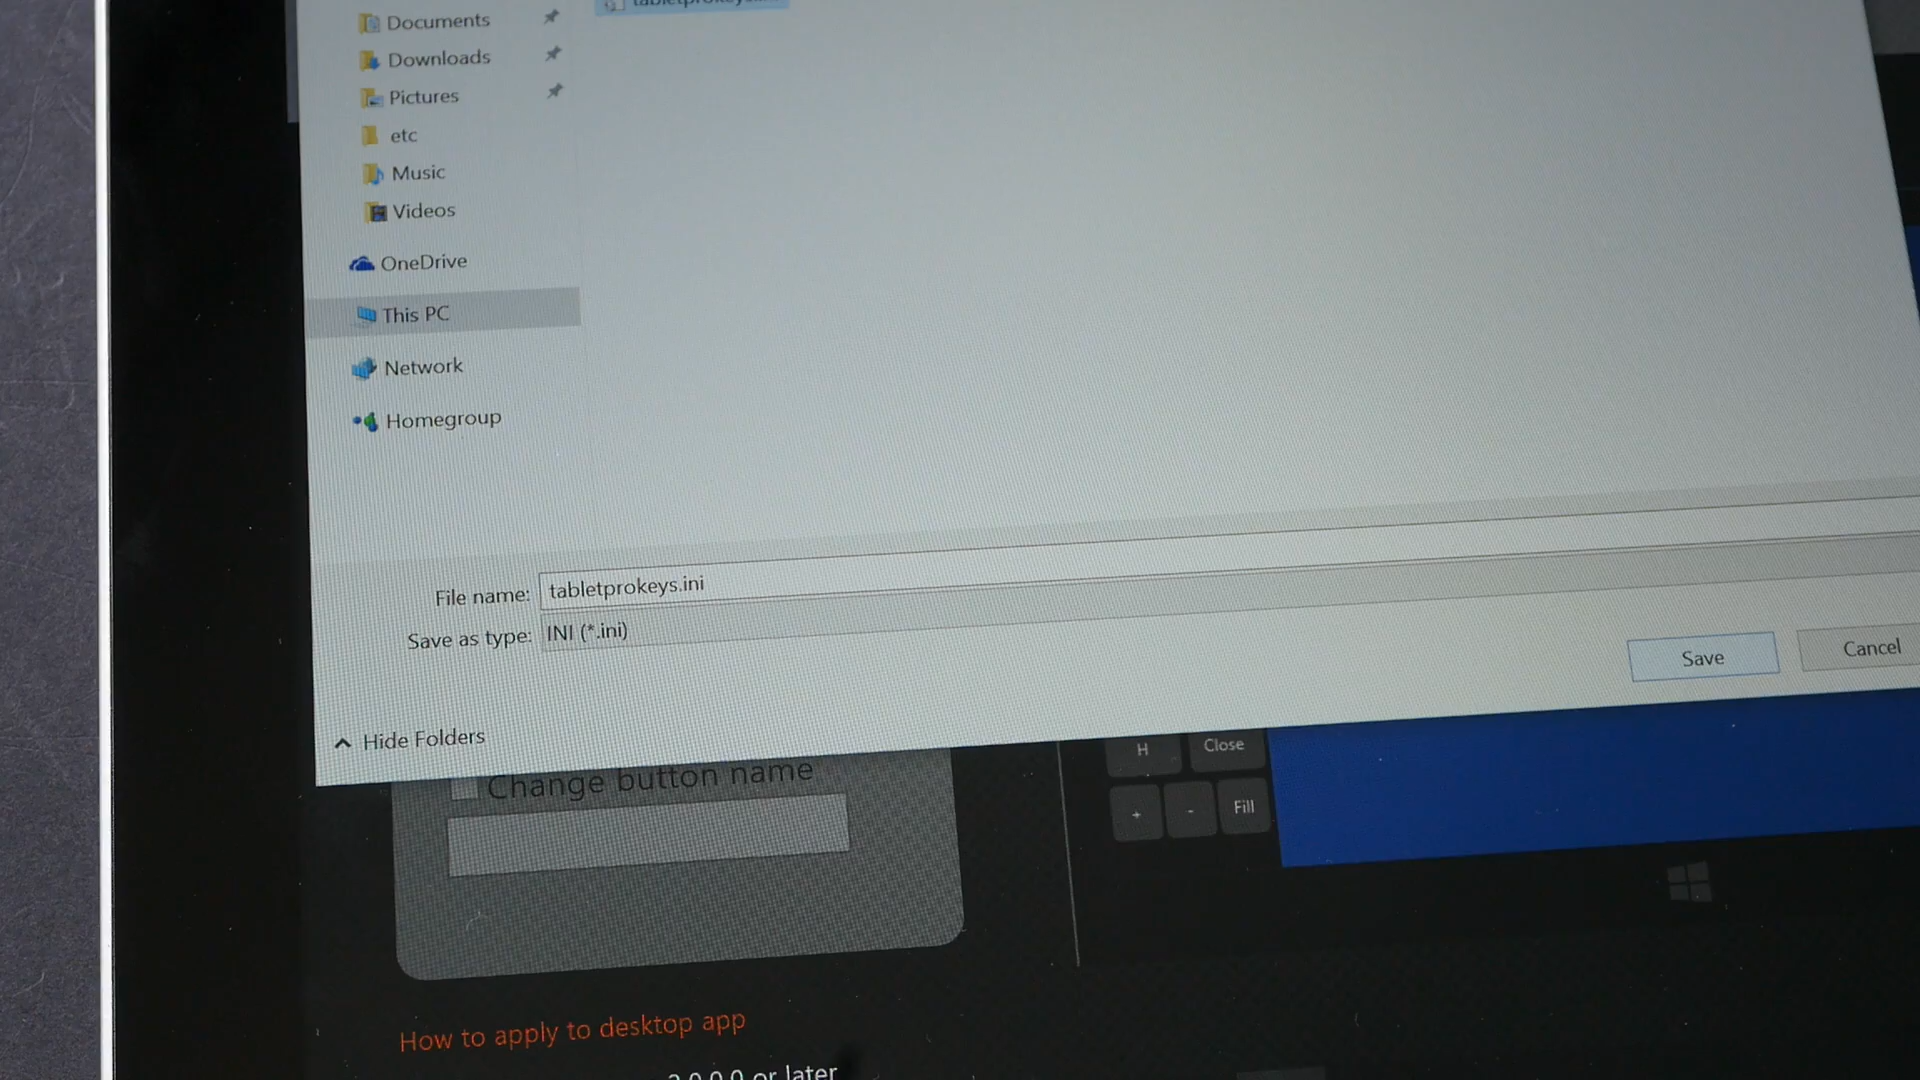 Documents
Downloads
Pictures
etc
Music
Videos
OneDrive
This PC
Network
Homegroup
File name: tabletprokeys.ini
Save as type: INI (*.ini)
Save Cancel
Hide Folders
Change button name
H Close
+ - Fill
How to apply to desktop app
or later